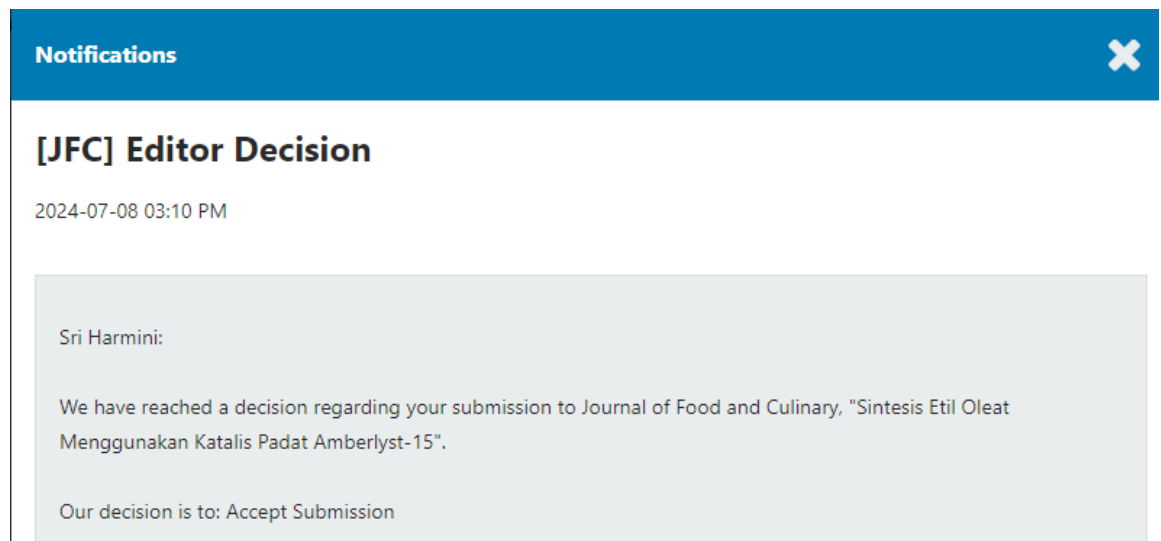 Notifications
[JFC] Editor Decision
2024-07-08 03:10 PM
Sri Harmini:
We have reached a decision regarding your submission to Journal of Food and Culinary, "Sintesis Etil Oleat
Menggunakan Katalis Padat Amberlyst-15".
Our decision is to: Accept Submission